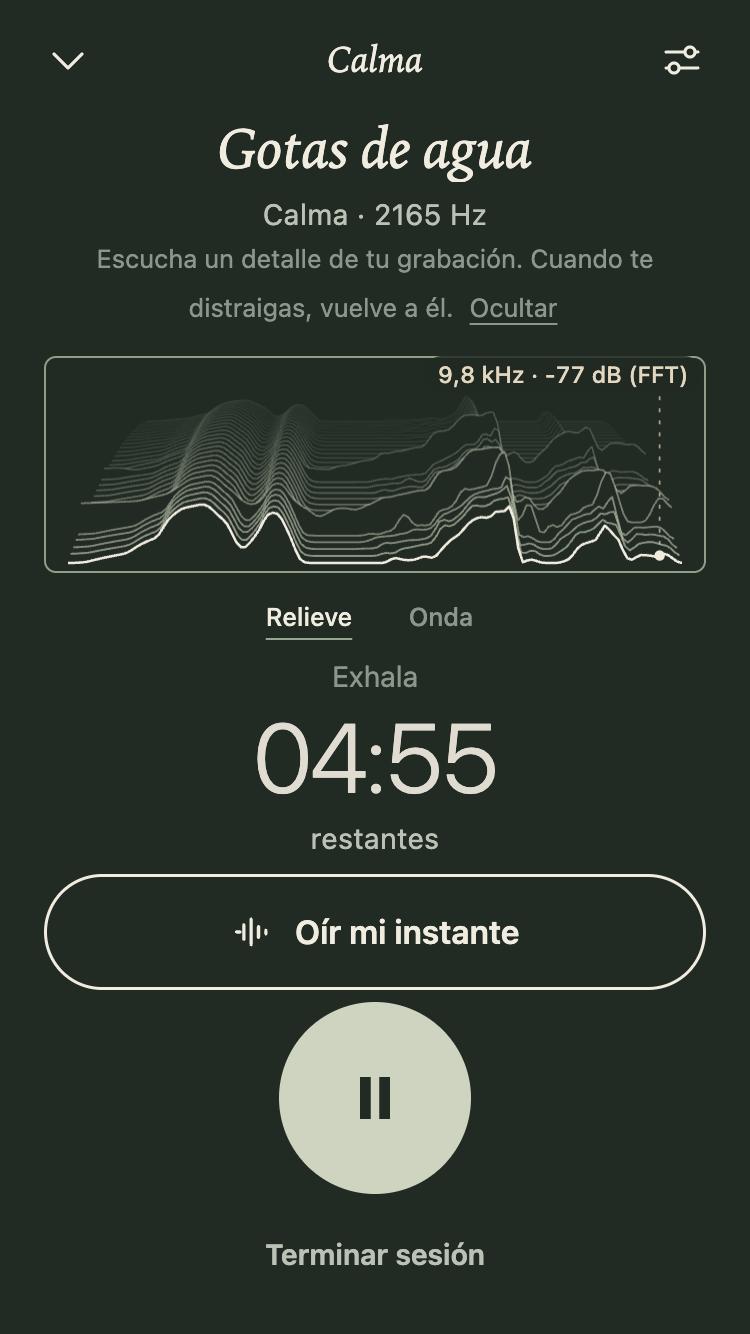 Calma
Gotas de agua
Calma · 2165 Hz
Escucha un detalle de tu grabación. Cuando te
distraigas, vuelve a él. Ocultar
9,8 kHz · -77 dB (FFT)
Relieve Onda
Exhala
04:55
restantes
Oír mi instante
Terminar sesión